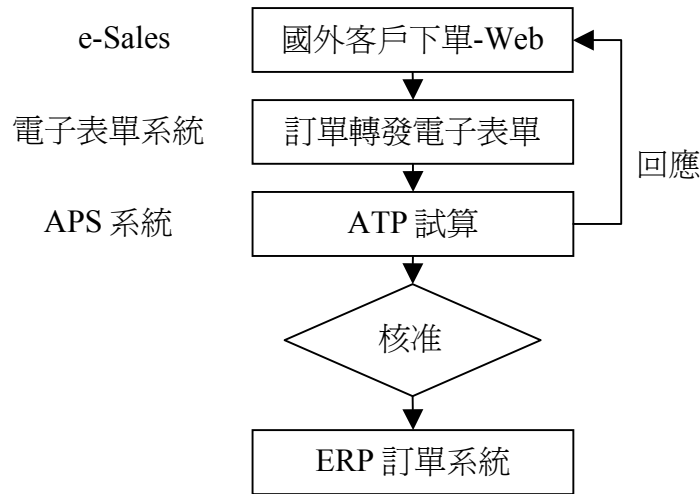 e-Sales
國外客戶下單-Web
電子表單系統
訂單轉發電子表單
回應
APS 系統
ATP 試算
核准
ERP 訂單系統